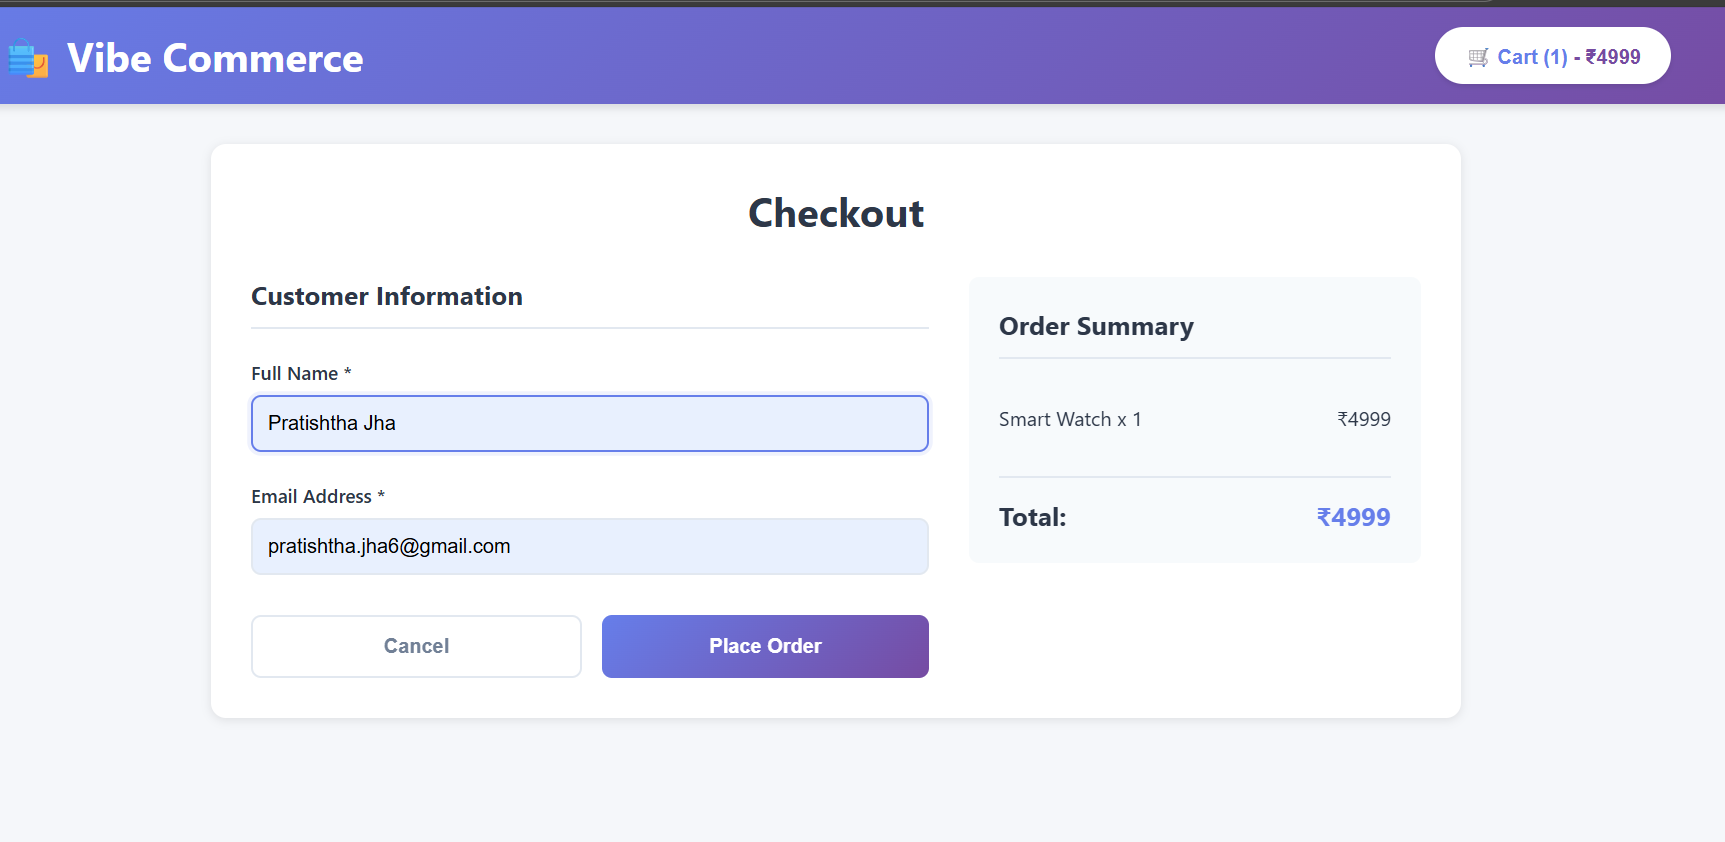 Vibe Commerce
Cart (1) - ₹4999
Checkout
Customer Information
Full Name *
Pratishtha Jha
Email Address *
pratishtha.jha6@gmail.com
Cancel
Place Order
Order Summary
Smart Watch x 1 ₹4999
Total: ₹4999